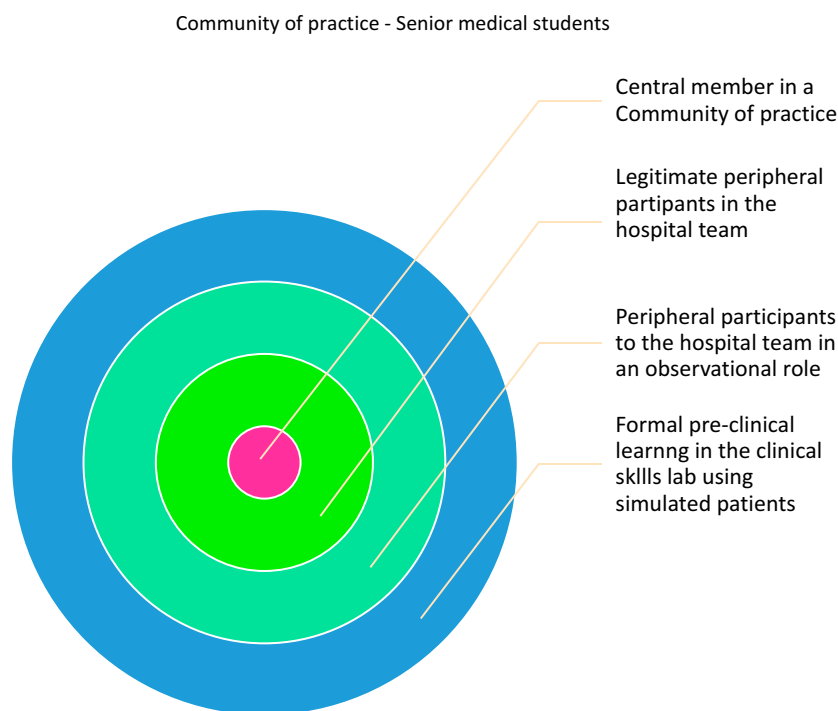 Community of practice - Senior medical students
Central member in a
Community of practice
Legitimate peripheral
partipants in the
hospital team
Peripheral participants
to the hospital team in
an observational role
Formal pre-clinical
learnng in the clinical
skllls lab using
simulated patients